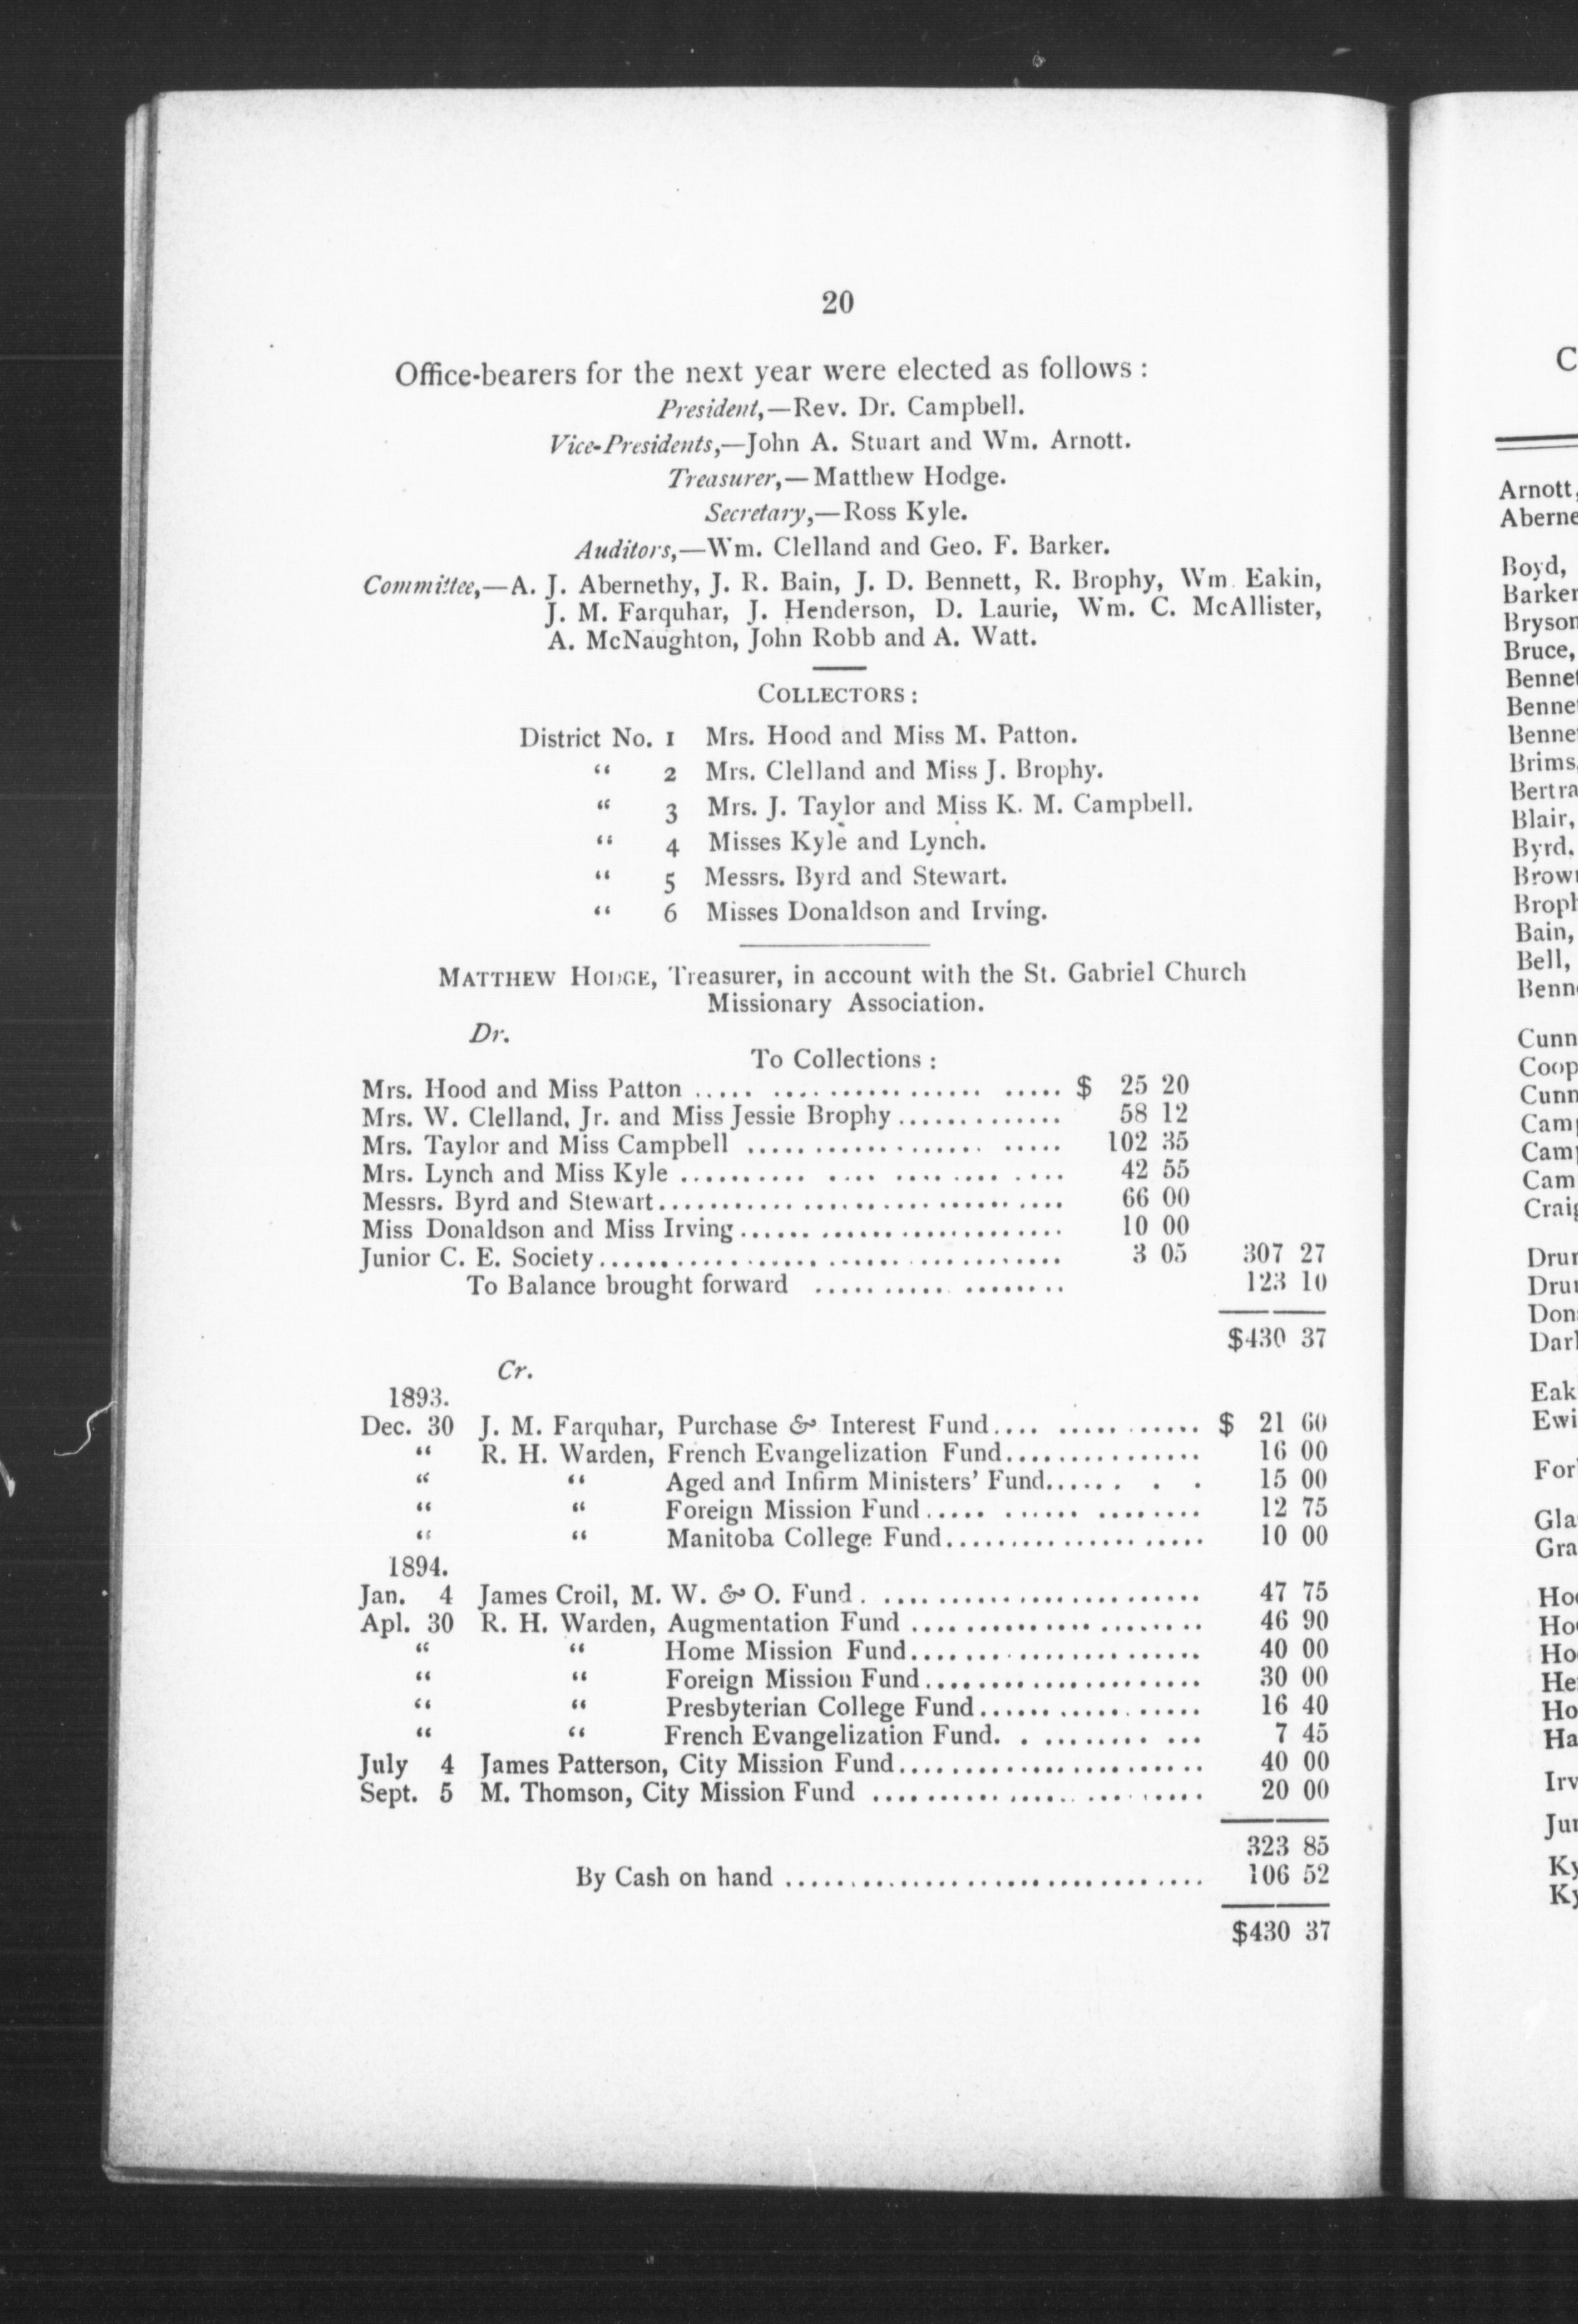 20
Office-bearers for the next year were elected as follows :
President,—Rev. Dr. Campbell.
Vice-Presidents,—John A. Stuart and Wm. Arnott.
Treasurer,—Matthew Hodge.
Secretary,—Ross Kyle.
Auditors,—Wm. Clelland and Geo. F. Barker.
Committee,—A. J. Abernethy, J. R. Bain, J. D. Bennett, R. Brophy, Wm. Eakin,
J. M. Farquhar, J. Henderson, D. Laurie, Wm. C. McAllister,
A. McNaughton, John Robb and A. Watt.
COLLECTORS :
District No. 1 Mrs. Hood and Miss M. Patton.
“ 2 Mrs. Clelland and Miss J. Brophy.
“ 3 Mrs. J. Taylor and Miss K. M. Campbell.
“ 4 Misses Kyle and Lynch.
“ 5 Messrs. Byrd and Stewart.
“ 6 Misses Donaldson and Irving.
MATTHEW HODGE, Treasurer, in account with the St. Gabriel Church
Missionary Association.
Dr.
To Collections :
Mrs. Hood and Miss Patton ..... $ 25 20
Mrs. W. Clelland, Jr. and Miss Jessie Brophy ..... 58 12
Mrs. Taylor and Miss Campbell ..... 102 35
Mrs. Lynch and Miss Kyle ..... 42 55
Messrs. Byrd and Stewart ..... 66 00
Miss Donaldson and Miss Irving ..... 10 00
Junior C. E. Society ..... 3 05 307 27
To Balance brought forward ..... 123 10
$430 37
Cr.
1893.
Dec. 30 J. M. Farquhar, Purchase & Interest Fund ..... $ 21 60
“ R. H. Warden, French Evangelization Fund ..... 16 00
“ “ Aged and Infirm Ministers’ Fund ..... 15 00
“ “ Foreign Mission Fund ..... 12 75
“ “ Manitoba College Fund ..... 10 00
1894.
Jan. 4 James Croil, M. W. & O. Fund ..... 47 75
Apl. 30 R. H. Warden, Augmentation Fund ..... 46 90
“ “ Home Mission Fund ..... 40 00
“ “ Foreign Mission Fund ..... 30 00
“ “ Presbyterian College Fund ..... 16 40
“ “ French Evangelization Fund ..... 7 45
July 4 James Patterson, City Mission Fund ..... 40 00
Sept. 5 M. Thomson, City Mission Fund ..... 20 00
323 85
By Cash on hand ..... 106 52
$430 37
Arnott,
Boyd,
Bruce,
Blair,
Byrd.
Bain,
Bell,